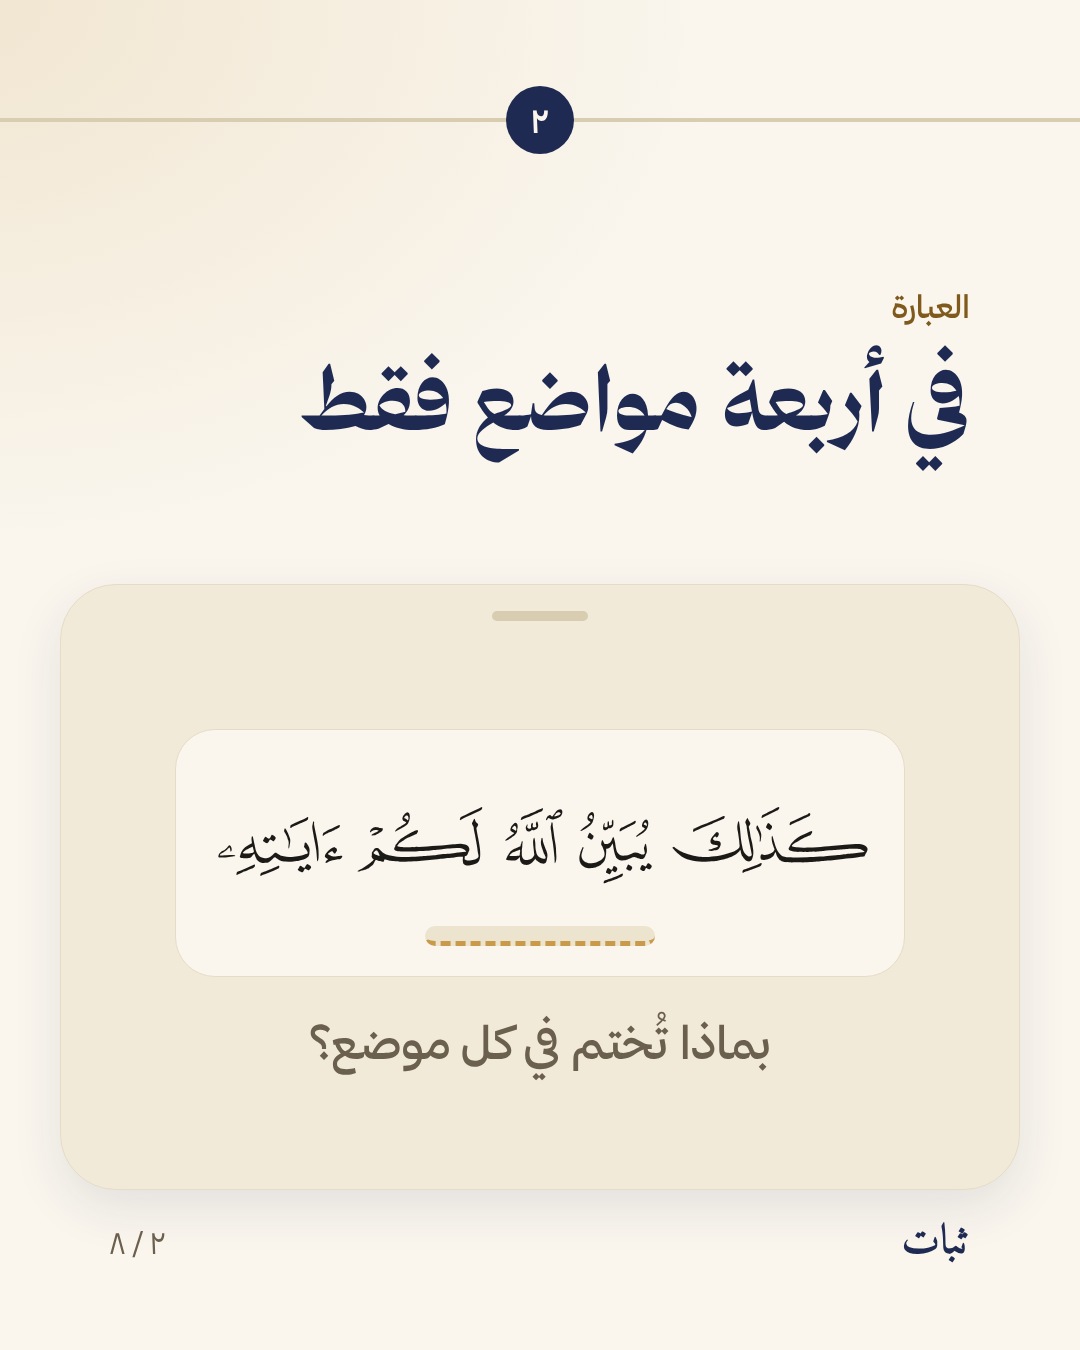 ٢
العبارة
في أربعة مواضع فقط
كَذَٰلِكَ يُبَيِّنُ ٱللَّهُ لَكُمْ ءَايَـٰتِهِۦ
بماذا تُختم في كل موضع؟
ثبات
٢ / ٨